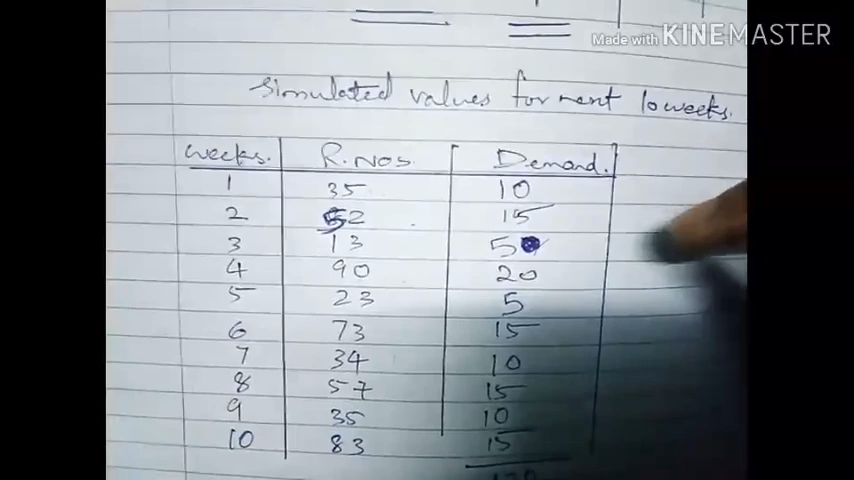 Made with KINEMASTER
Simulated values for next 10 weeks.
weeks. R.Nos. Demand.
1 35 10
2 52 15
3 13 5
4 90 20
5 23 5
6 73 15
7 34 10
8 57 15
9 35 10
10 83 15